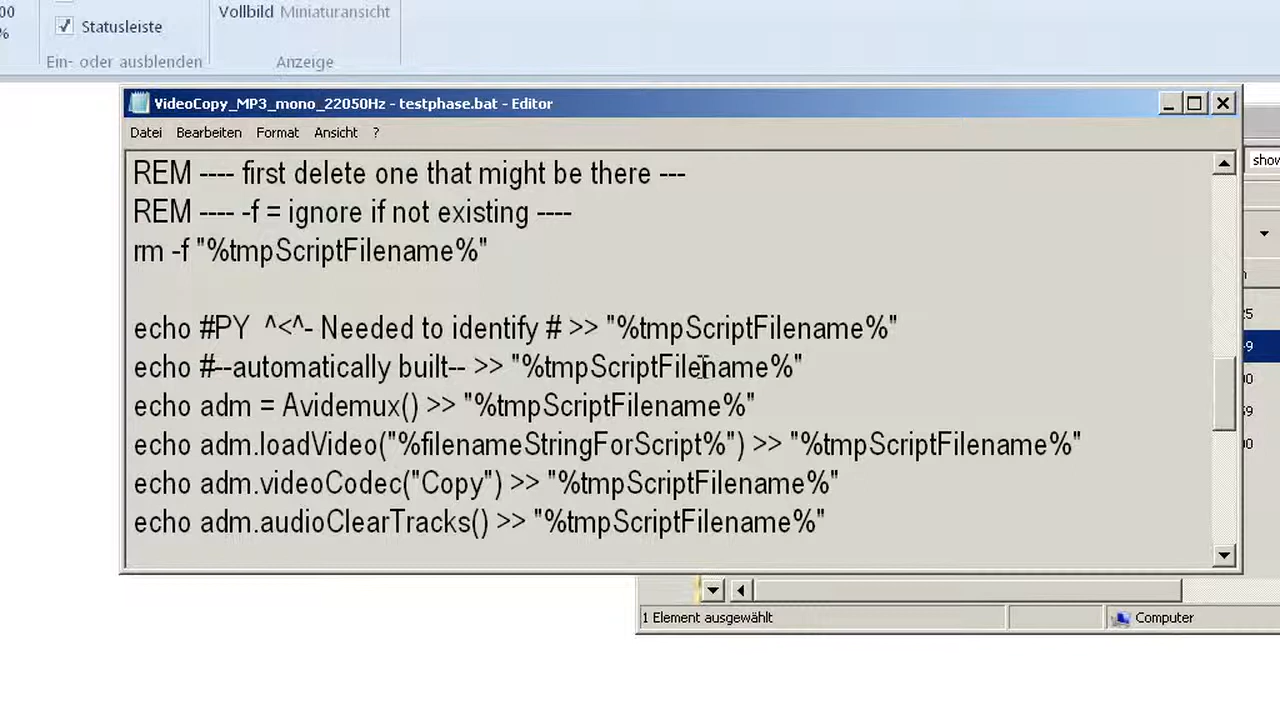 00 Vollbild Miniaturansicht
% Statusleiste
Ein- oder ausblenden Anzeige
VideoCopy_MP3_mono_22050Hz - testphase.bat - Editor
Datei Bearbeiten Format Ansicht ?
show
REM ---- first delete one that might be there ---
REM ---- -f = ignore if not existing ----
rm -f "%tmpScriptFilename%"
echo #PY  ^<^- Needed to identify # >> "%tmpScriptFilename%"
echo #--automatically built-- >> "%tmpScriptFilename%"
echo adm = Avidemux() >> "%tmpScriptFilename%"
echo adm.loadVideo("%filenameStringForScript%") >> "%tmpScriptFilename%"
echo adm.videoCodec("Copy") >> "%tmpScriptFilename%"
echo adm.audioClearTracks() >> "%tmpScriptFilename%"
1 Element ausgewählt
Computer